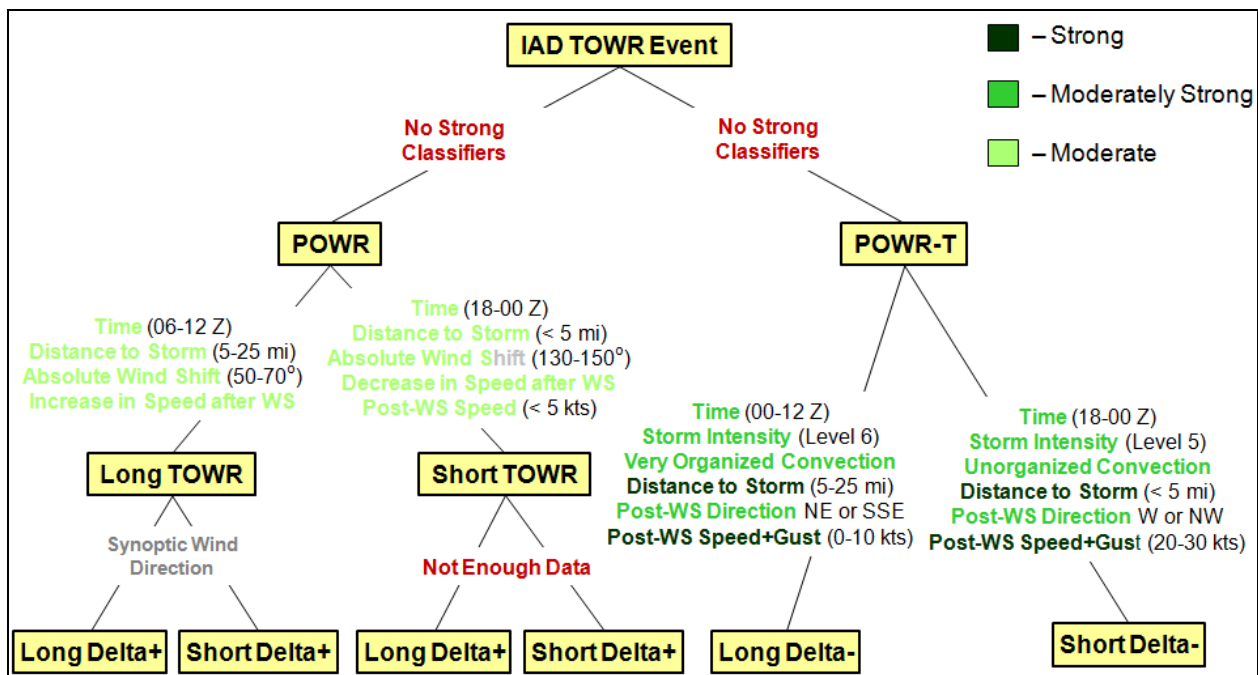 IAD TOWR Event
– Strong
– Moderately Strong
– Moderate
No Strong
Classifiers
No Strong
Classifiers
POWR
POWR-T
Time (06-12 Z)
Distance to Storm (5-25 mi)
Absolute Wind Shift (50-70°)
Increase in Speed after WS
Time (18-00 Z)
Distance to Storm (< 5 mi)
Absolute Wind Shift (130-150°)
Decrease in Speed after WS
Post-WS Speed (< 5 kts)
Time (00-12 Z)
Storm Intensity (Level 6)
Very Organized Convection
Distance to Storm (5-25 mi)
Post-WS Direction NE or SSE
Post-WS Speed+Gust (0-10 kts)
Time (18-00 Z)
Storm Intensity (Level 5)
Unorganized Convection
Distance to Storm (< 5 mi)
Post-WS Direction W or NW
Post-WS Speed+Gust (20-30 kts)
Long TOWR
Short TOWR
Synoptic Wind
Direction
Not Enough Data
Long Delta+
Short Delta+
Long Delta+
Short Delta+
Long Delta-
Short Delta-